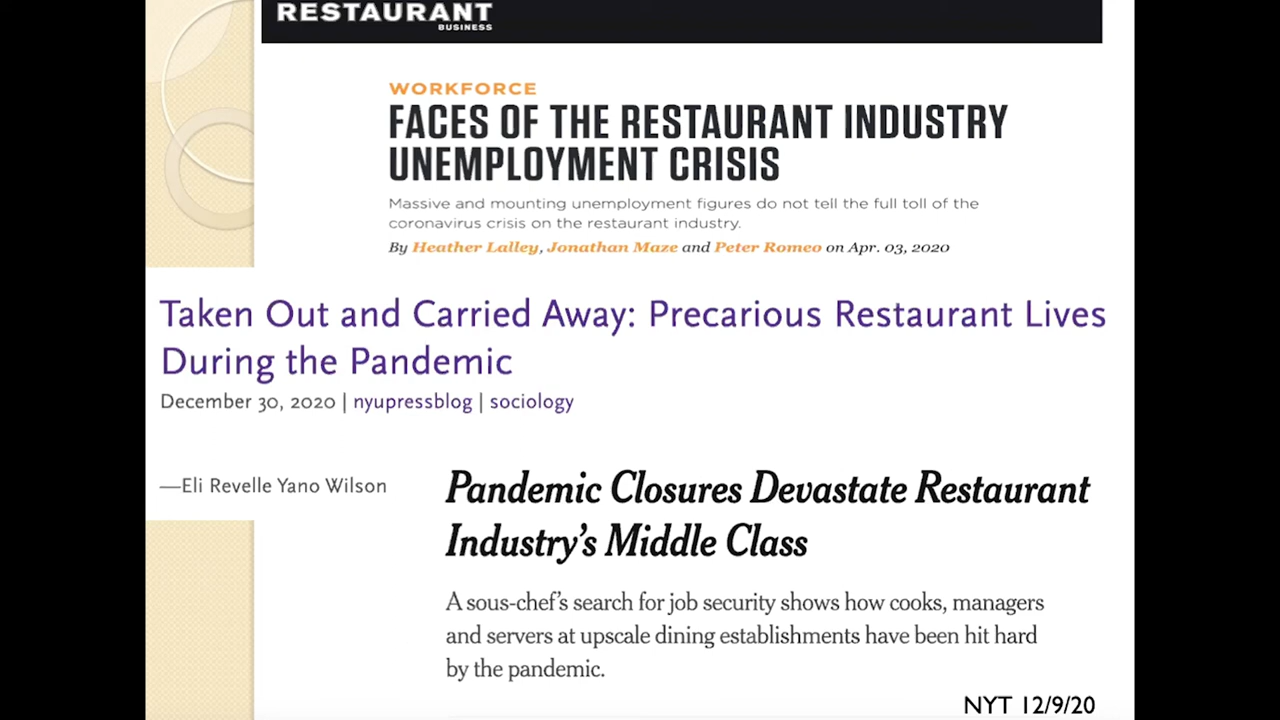 RESTAURANT
BUSINESS
WORKFORCE
FACES OF THE RESTAURANT INDUSTRY
UNEMPLOYMENT CRISIS
Massive and mounting unemployment figures do not tell the full toll of the
coronavirus crisis on the restaurant industry.
By Heather Lalley, Jonathan Maze and Peter Romeo on Apr. 03, 2020
Taken Out and Carried Away: Precarious Restaurant Lives
During the Pandemic
December 30, 2020 | nyupressblog | sociology
—Eli Revelle Yano Wilson
Pandemic Closures Devastate Restaurant
Industry’s Middle Class
A sous-chef’s search for job security shows how cooks, managers
and servers at upscale dining establishments have been hit hard
by the pandemic.
NYT 12/9/20